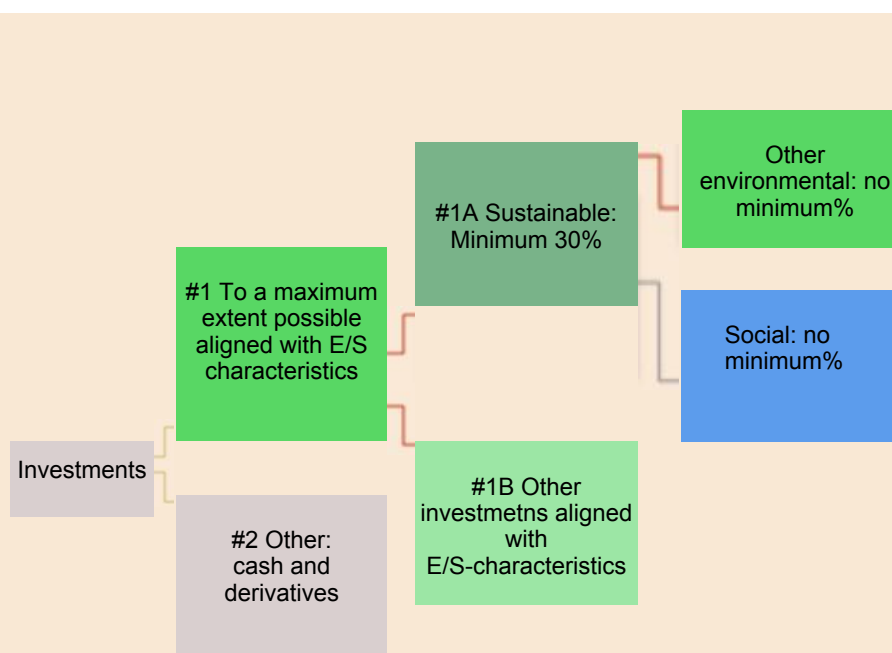 Investments
#1 To a maximum
extent possible
aligned with E/S
characteristics
#2 Other:
cash and
derivatives
#1A Sustainable:
Minimum 30%
#1B Other
investmetns aligned
with
E/S-characteristics
Other
environmental: no
minimum%
Social: no
minimum%